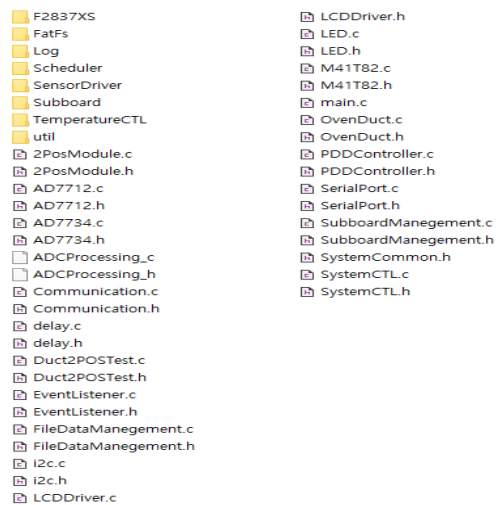 F2837XS
FatFs
Log
Scheduler
SensorDriver
Subboard
TemperatureCTL
util
2PosModule.c
2PosModule.h
AD7712.c
AD7712.h
AD7734.c
AD7734.h
ADCProcessing_c
ADCProcessing_h
Communication.c
Communication.h
delay.c
delay.h
Duct2POSTest.c
Duct2POSTest.h
EventListener.c
EventListener.h
FileDataManegement.c
FileDataManegement.h
i2c.c
i2c.h
LCDDriver.c
LCDDriver.h
LED.c
LED.h
M41T82.c
M41T82.h
main.c
OvenDuct.c
OvenDuct.h
PDDController.c
PDDController.h
SerialPort.c
SerialPort.h
SubboardManegement.c
SubboardManegement.h
SystemCommon.h
SystemCTL.c
SystemCTL.h